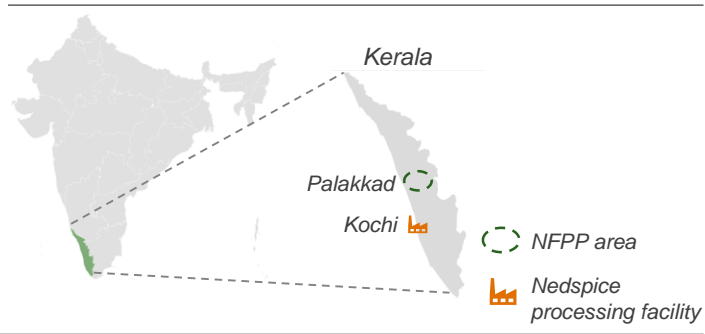 Kerala
Palakkad
Kochi
NFPP area
Nedspice
processing facility